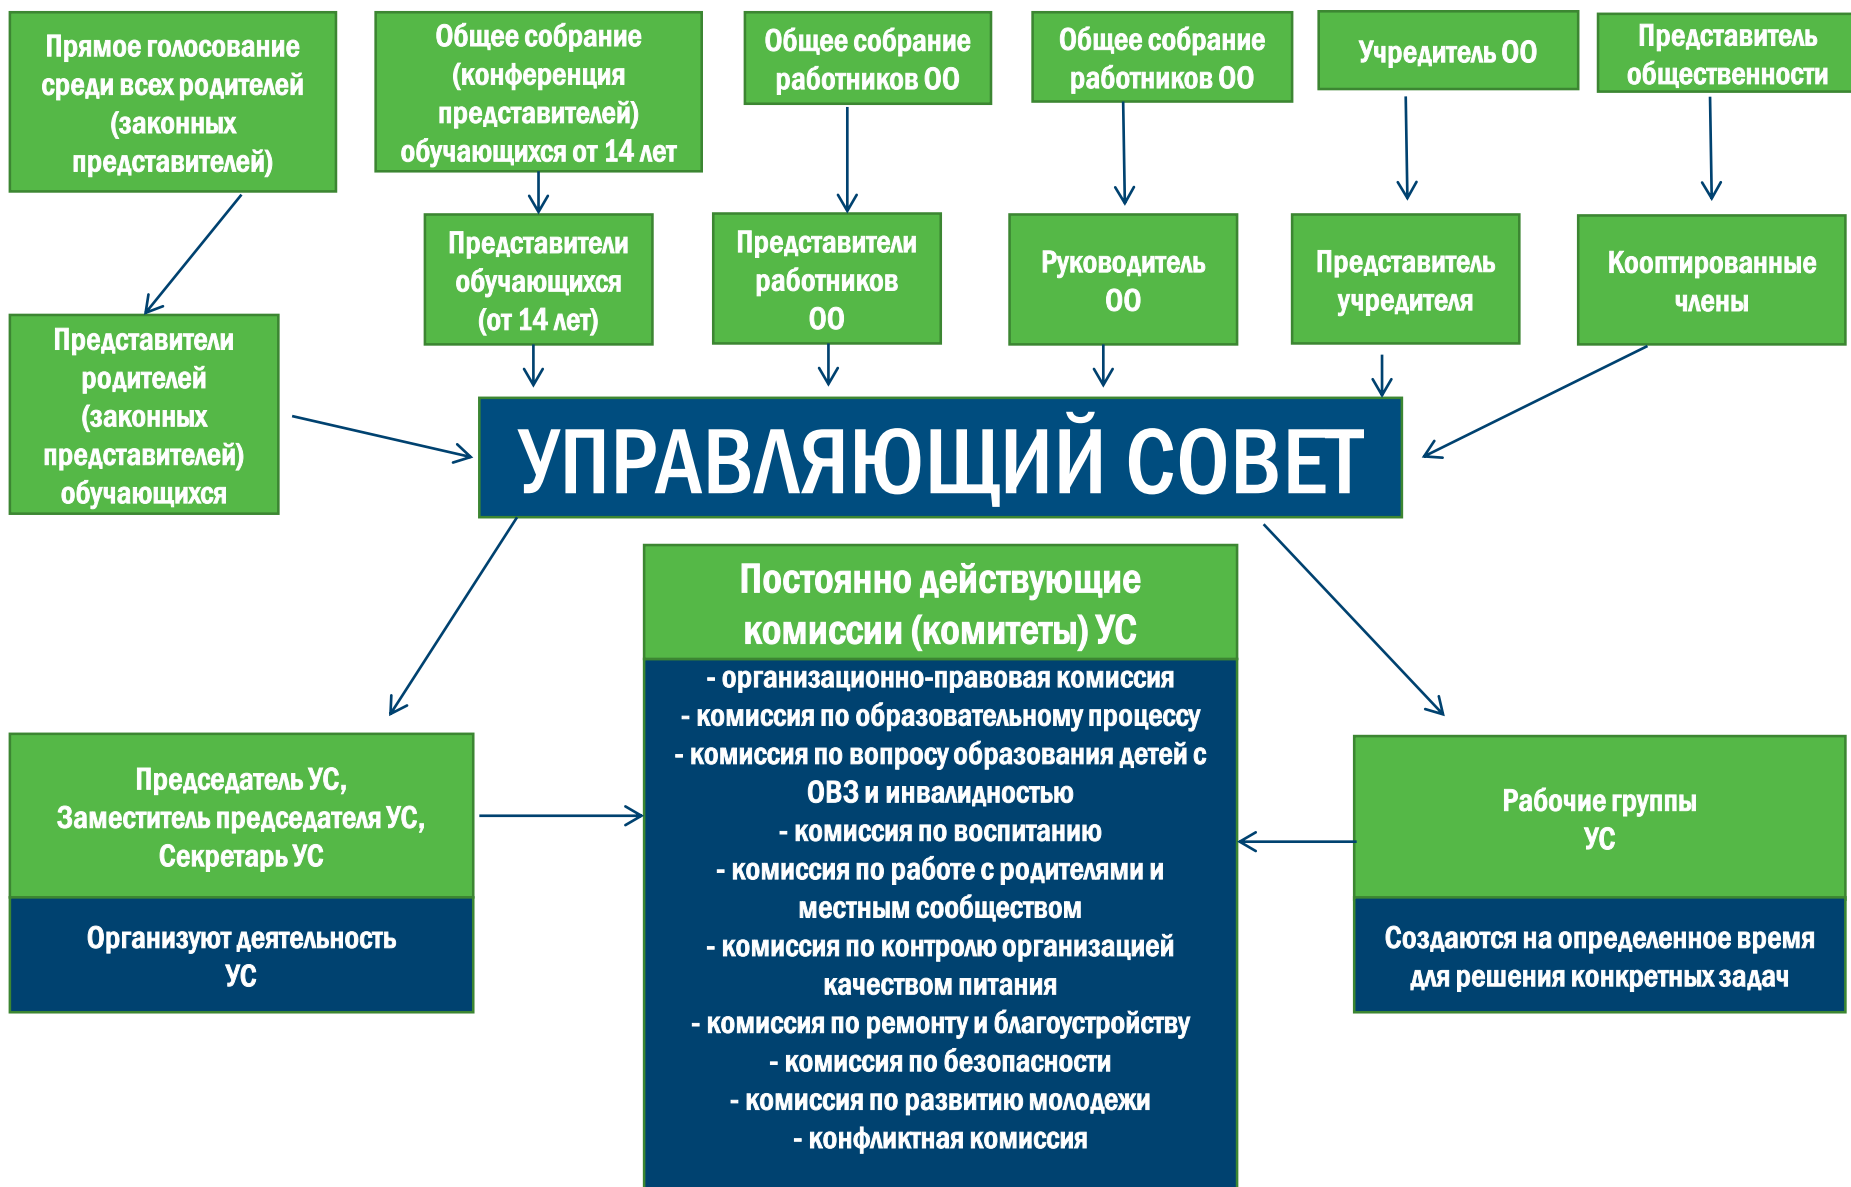 Прямое голосование
среди всех родителей
(законных
представителей)
Общее собрание
(конференция
представителей)
обучающихся от 14 лет
Общее собрание
работников ОО
Общее собрание
работников ОО
Учредитель ОО
Представитель
общественности
Представители
родителей
(законных
представителей)
обучающихся
Представители
обучающихся
(от 14 лет)
Представители
работников
ОО
Руководитель
ОО
Представитель
учредителя
Кооптированные
члены
УПРАВЛЯЮЩИЙ СОВЕТ
Председатель УС,
Заместитель председателя УС,
Секретарь УС
Организуют деятельность
УС
Постоянно действующие
комиссии (комитеты) УС
- организационно-правовая комиссия
- комиссия по образовательному процессу
- комиссия по вопросу образования детей с
ОВЗ и инвалидностью
- комиссия по воспитанию
- комиссия по работе с родителями и
местным сообществом
- комиссия по контролю организацией
качеством питания
- комиссия по ремонту и благоустройству
- комиссия по безопасности
- комиссия по развитию молодежи
- конфликтная комиссия
Рабочие группы
УС
Создаются на определенное время
для решения конкретных задач